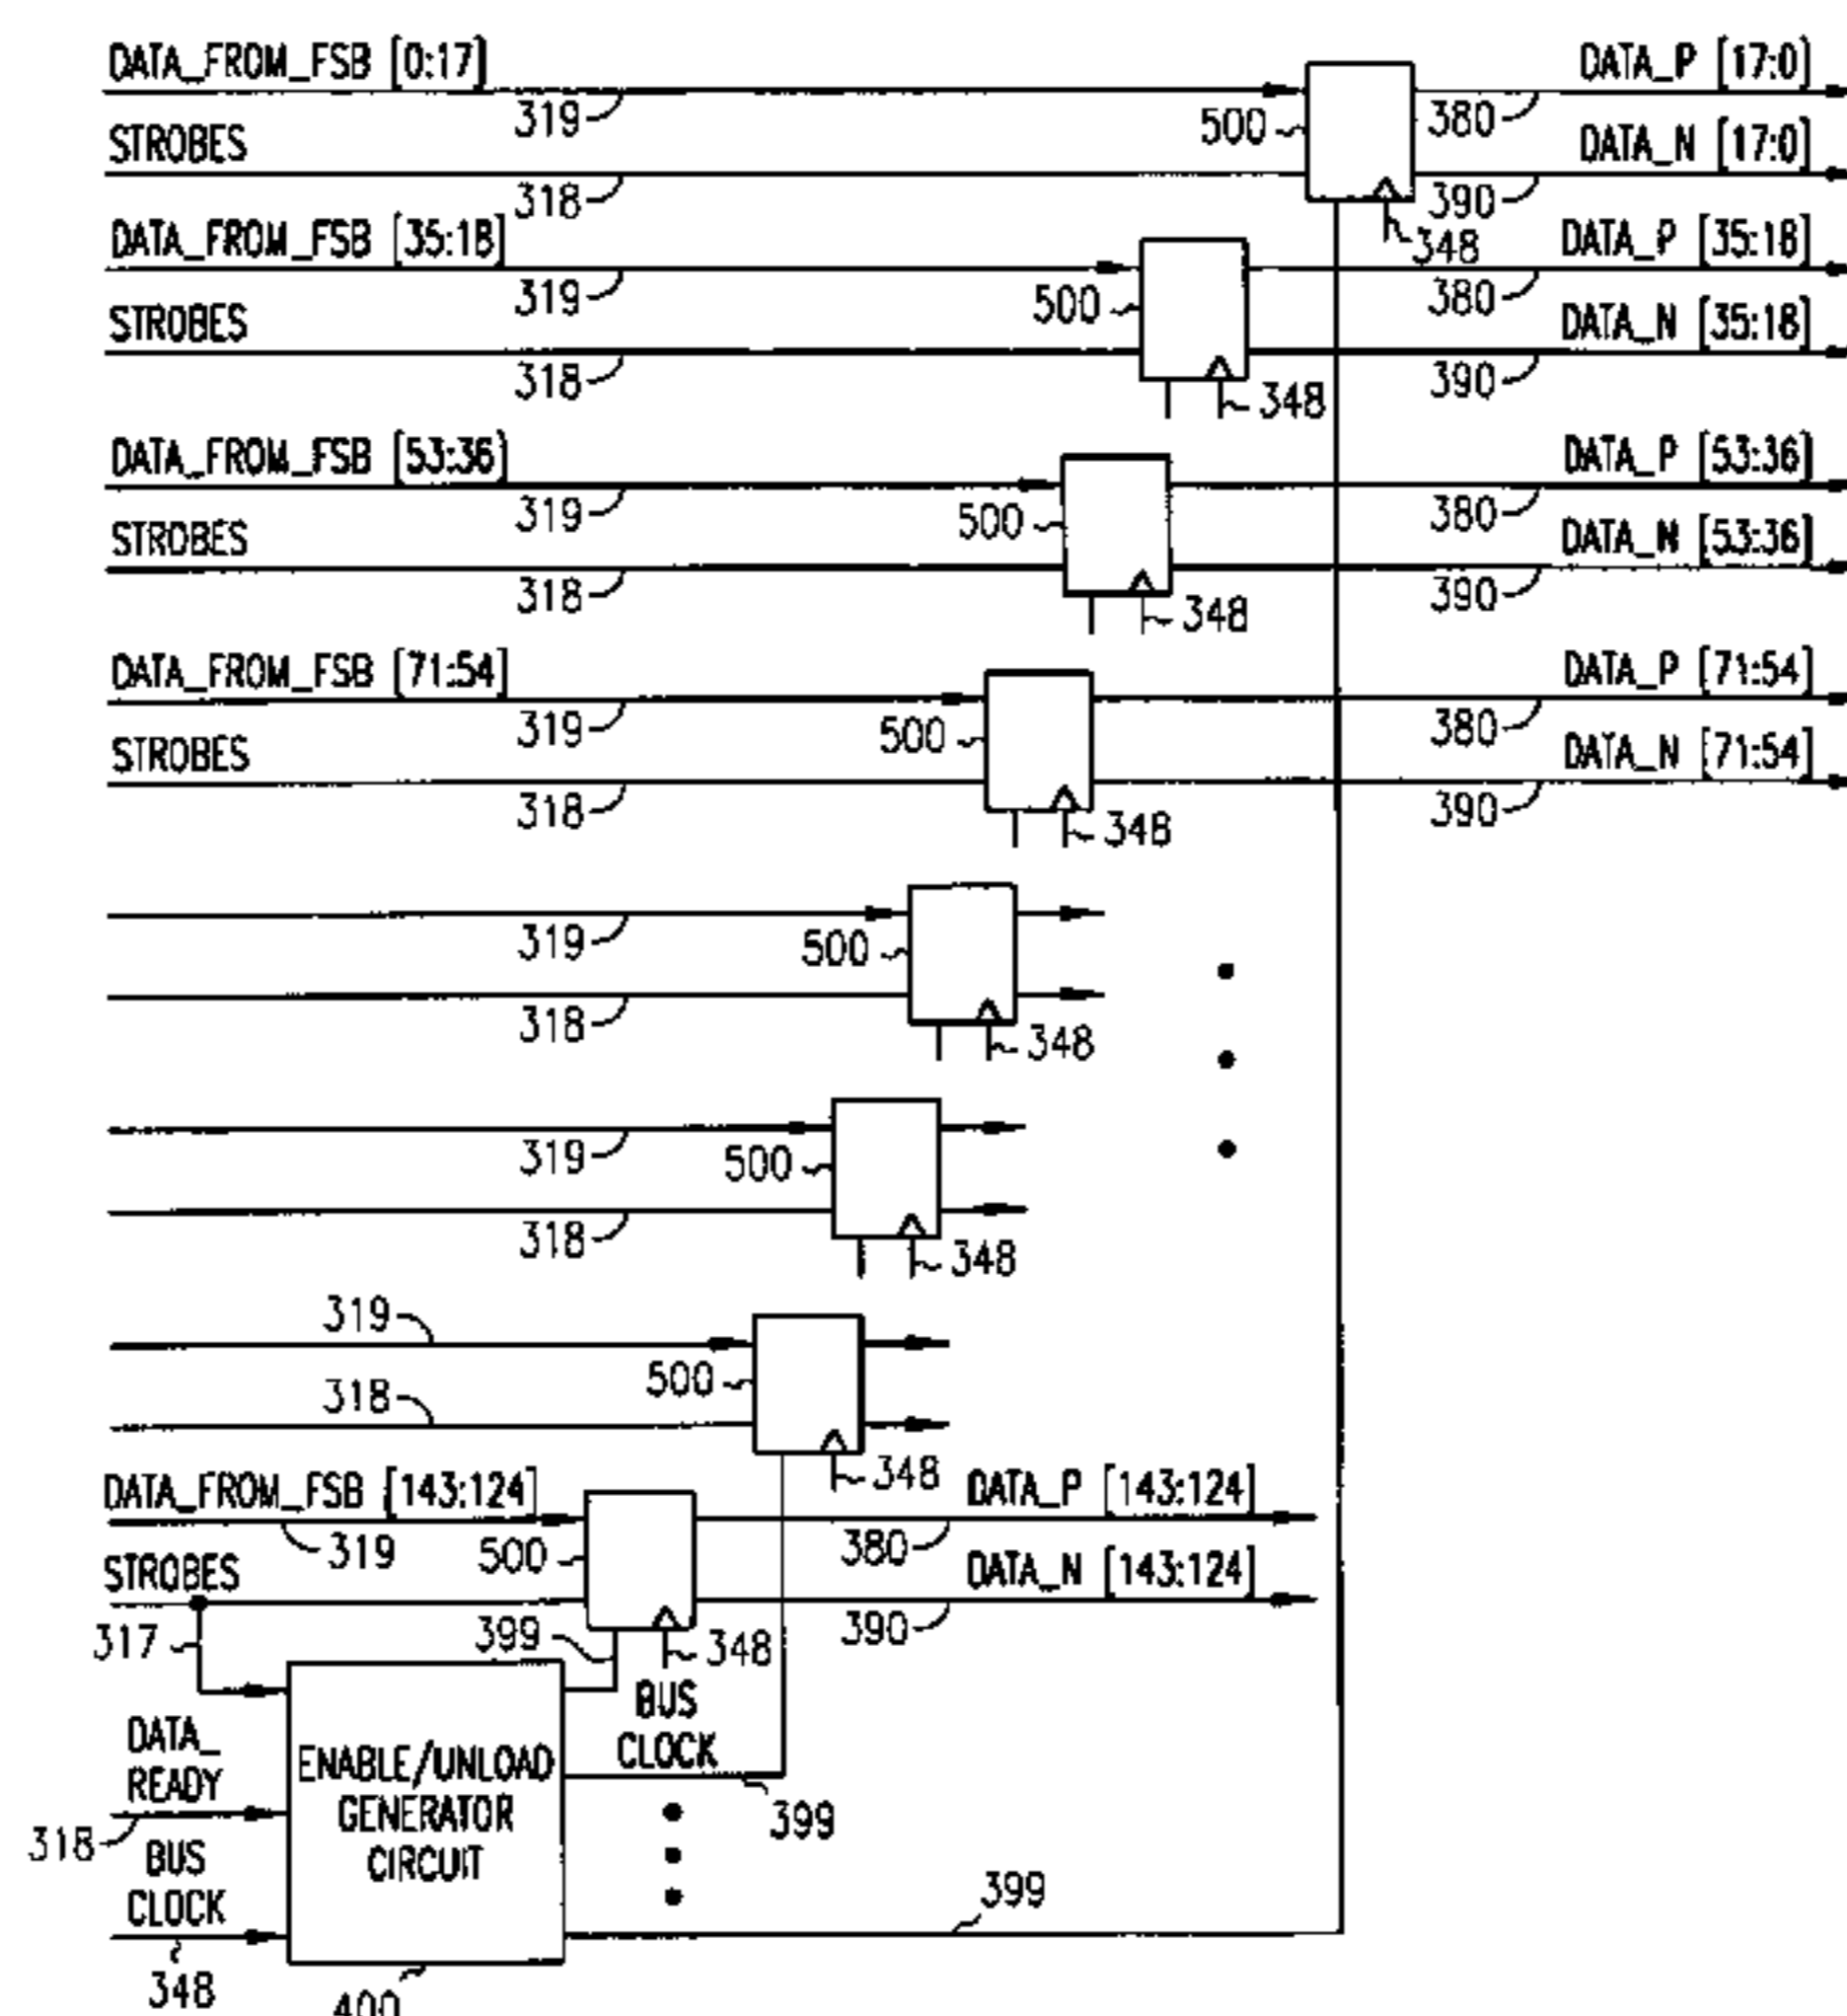 DATA_FROM_FSB [0:17]
DATA_P [17:0]
319
500
380
STROBES
DATA_N [17:0]
318
390
348
DATA_FROM_FSB [35:18]
DATA_P [35:18]
319
500
380
STROBES
DATA_N [35:18]
318
348
390
DATA_FROM_FSB [53:36]
DATA_P [53:36]
319
500
380
STROBES
DATA_N [53:36]
318
348
390
DATA_FROM_FSB [71:54]
DATA_P [71:54]
319
500
380
STROBES
DATA_N [71:54]
318
348
390
319
500
318
348
319
500
318
348
319
500
318
348
DATA_FROM_FSB [143:124]
DATA_P [143:124]
319
500
380
STROBES
DATA_N [143:124]
317
399
348
390
BUS
CLOCK
DATA_
READY
318
ENABLE/UNLOAD
GENERATOR
CIRCUIT
399
BUS
CLOCK
399
348
400